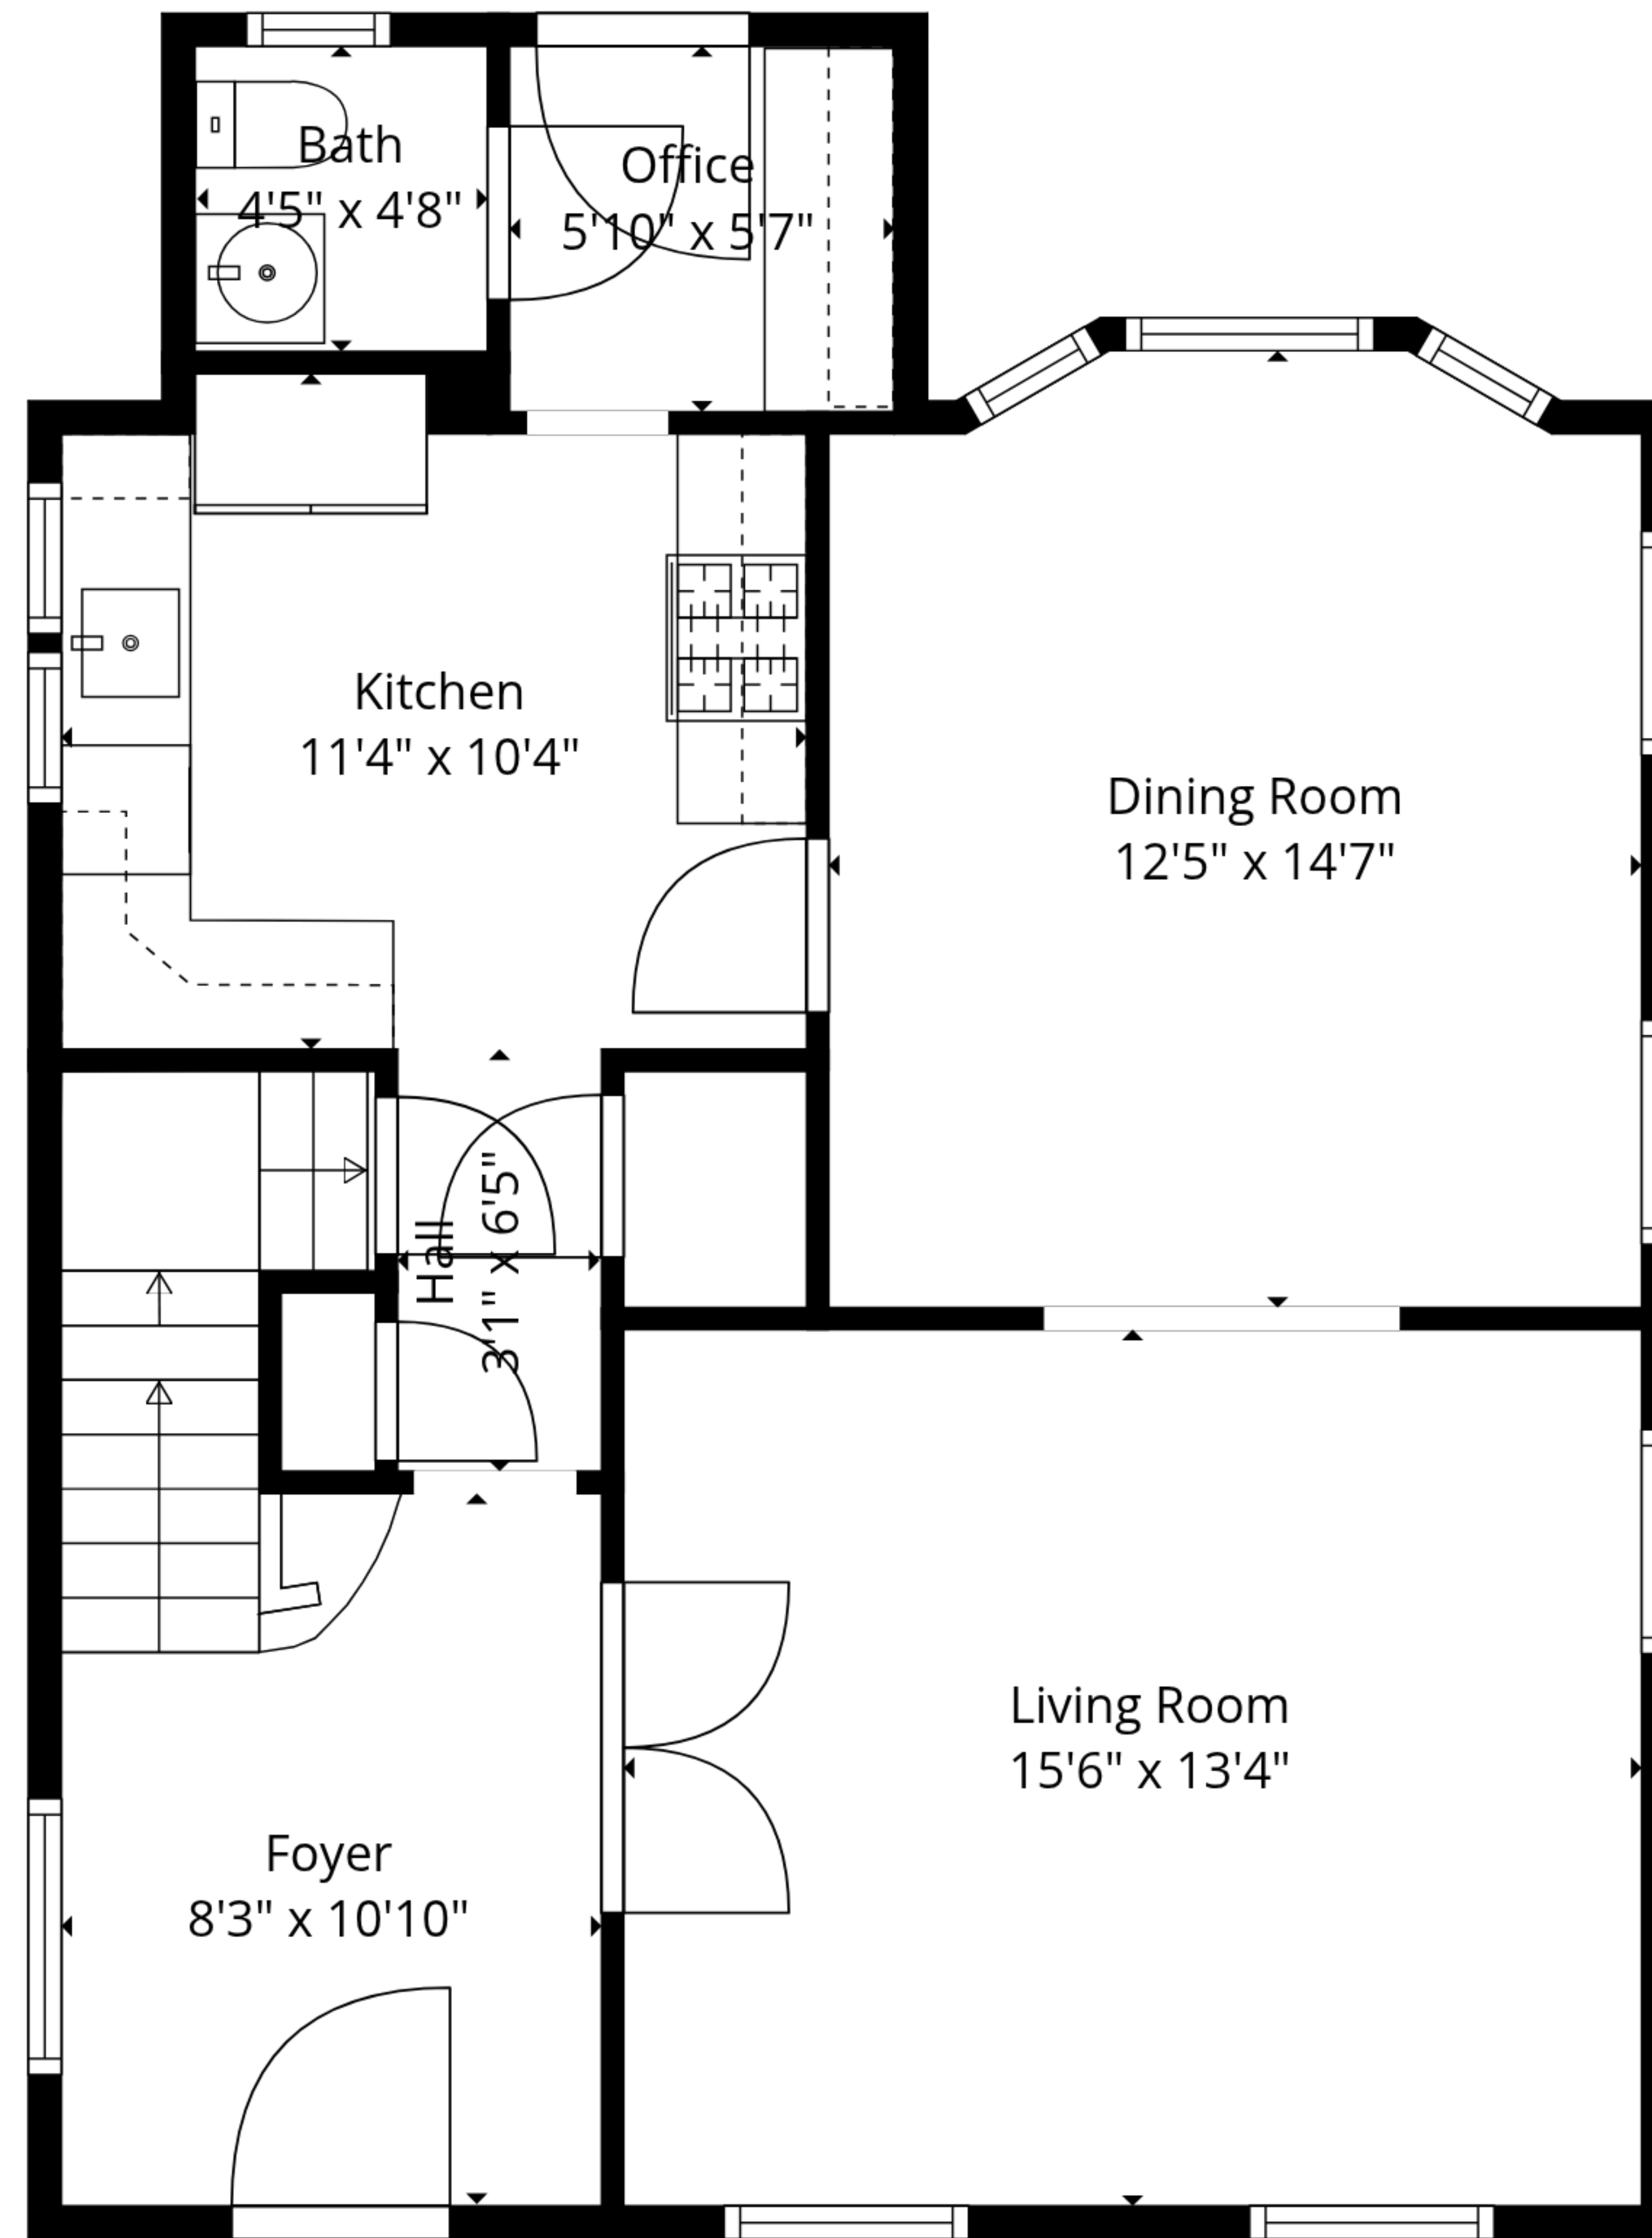 Bath
4'5" x 4'8"
Office
5'10" x 5'7"
Kitchen
11'4" x 10'4"
Dining Room
12'5" x 14'7"
Hall
3'1" x 6'5"
Living Room
15'6" x 13'4"
Foyer
8'3" x 10'10"